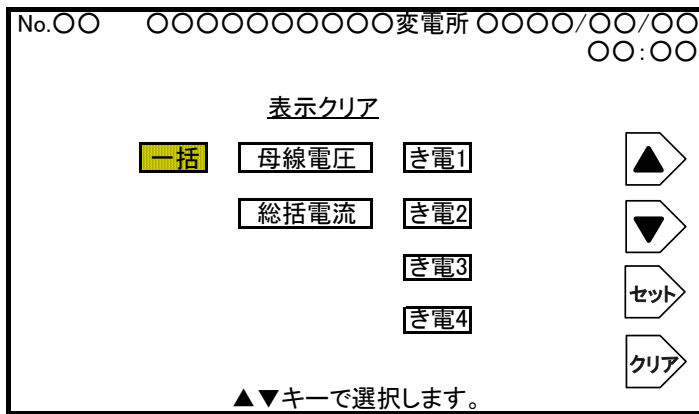 No.○○ ○○○○○○○○○○変電所 ○○○○/○○/○○
○○:○○
表示クリア
一括 母線電圧 き電1 ▲
総括電流 き電2 ▼
き電3
セット
き電4
クリア
▲▼キーで選択します。